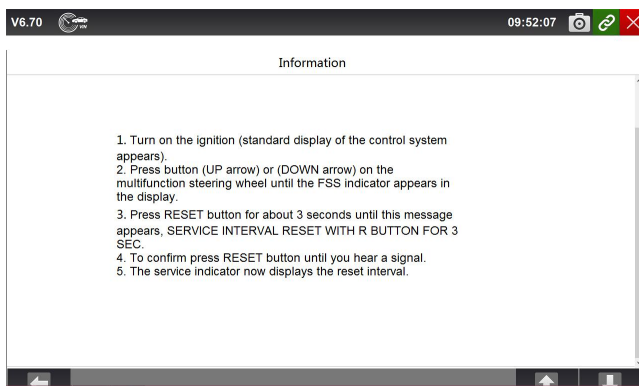 V6.70
VIN
09:52:07
Information
1. Turn on the ignition (standard display of the control system
appears).
2. Press button (UP arrow) or (DOWN arrow) on the
multifunction steering wheel until the FSS indicator appears in
the display.
3. Press RESET button for about 3 seconds until this message
appears, SERVICE INTERVAL RESET WITH R BUTTON FOR 3
SEC.
4. To confirm press RESET button until you hear a signal.
5. The service indicator now displays the reset interval.